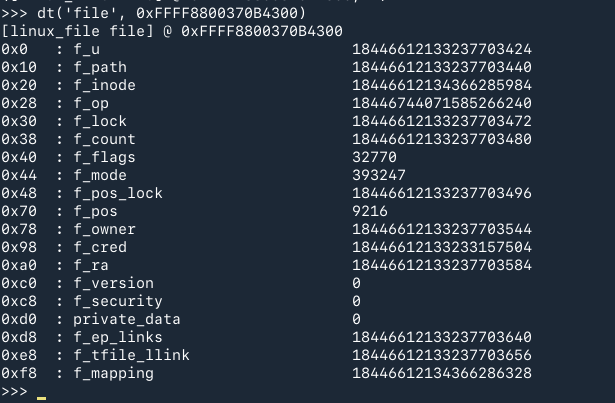 >>> dt('file', 0xFFFF8800370B4300)
[linux_file file] @ 0xFFFF8800370B4300
0x0 : f_u 18446612133237703424
0x10 : f_path 18446612133237703440
0x20 : f_inode 18446612134366285984
0x28 : f_op 18446744071585266240
0x30 : f_lock 18446612133237703472
0x38 : f_count 18446612133237703480
0x40 : f_flags 32770
0x44 : f_mode 393247
0x48 : f_pos_lock 18446612133237703496
0x70 : f_pos 9216
0x78 : f_owner 18446612133237703544
0x98 : f_cred 18446612133233157504
0xa0 : f_ra 18446612133237703584
0xc0 : f_version 0
0xc8 : f_security 0
0xd0 : private_data 0
0xd8 : f_ep_links 18446612133237703640
0xe8 : f_tfile_llink 18446612133237703656
0xf8 : f_mapping 18446612134366286328
>>>